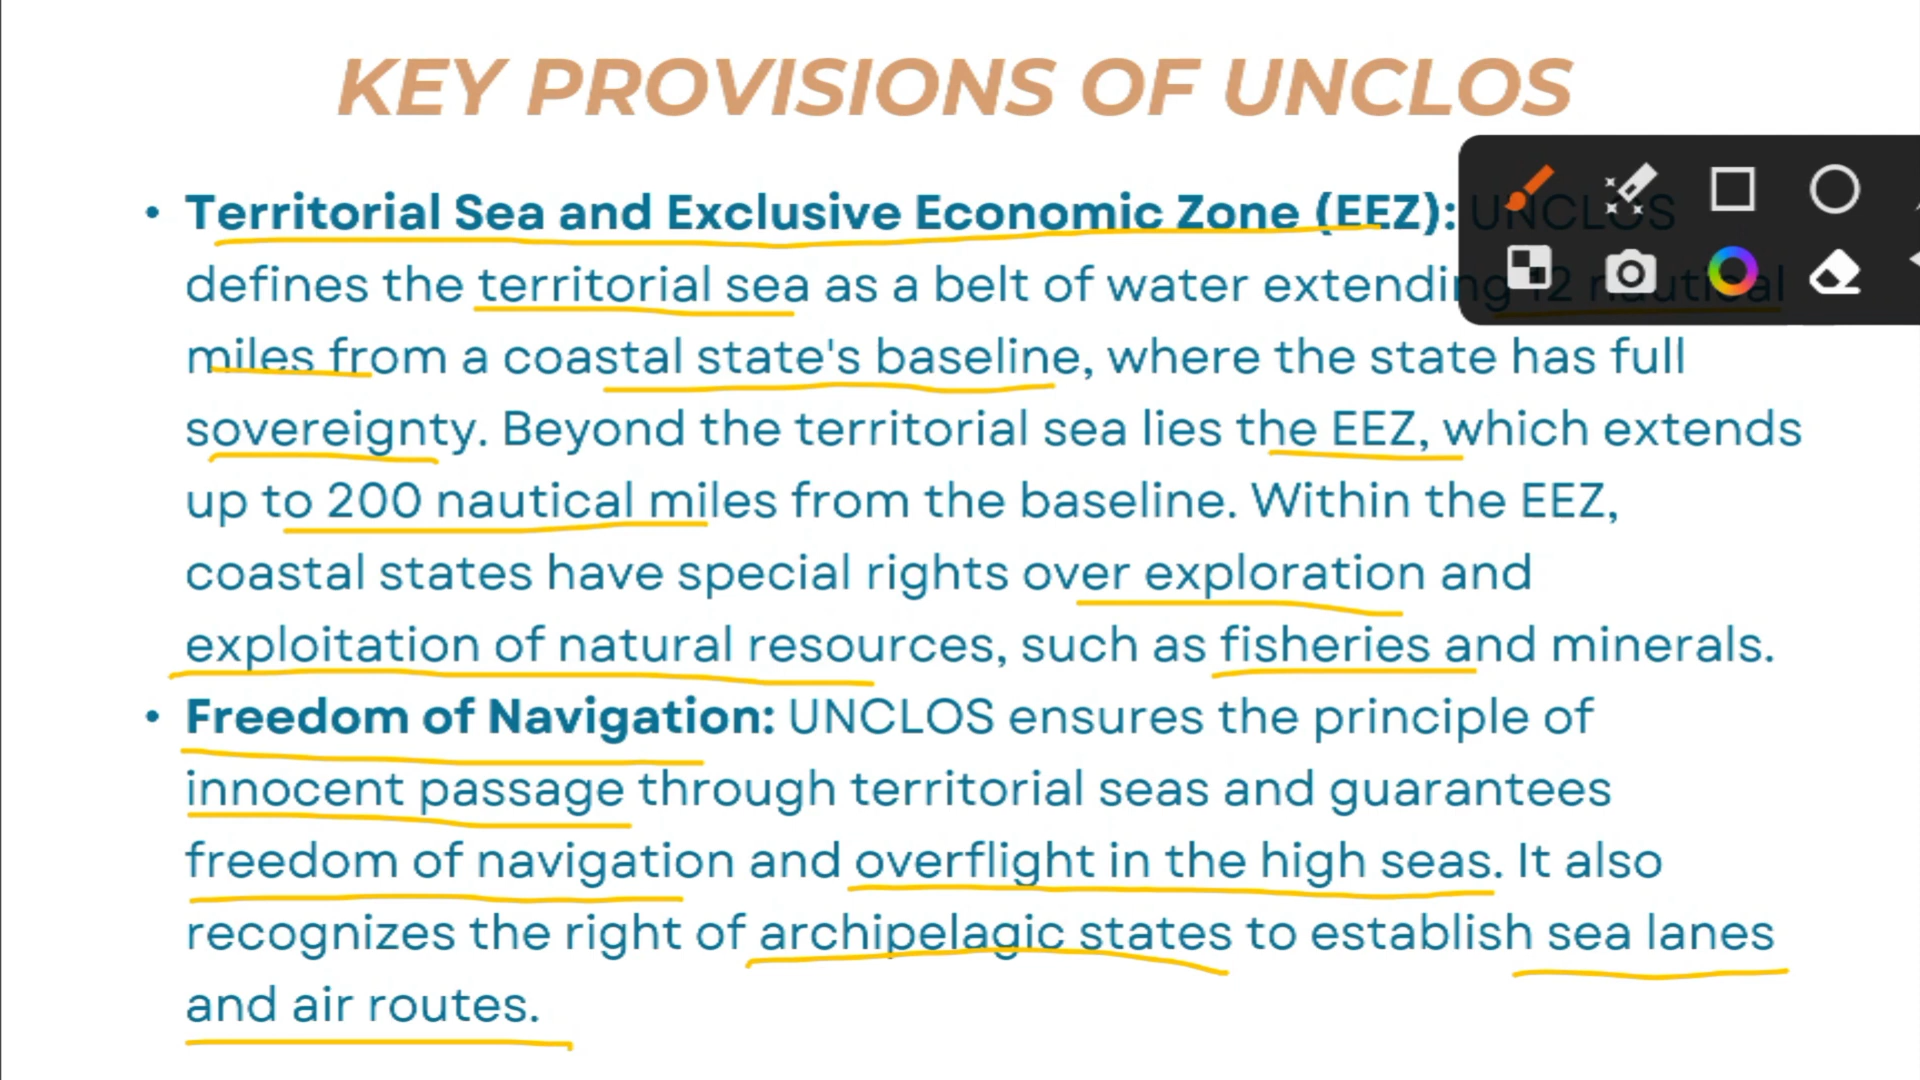 KEY PROVISIONS OF UNCLOS
• Territorial Sea and Exclusive Economic Zone (EEZ): UNCLOS
defines the territorial sea as a belt of water extending 12 nautical
miles from a coastal state's baseline, where the state has full
sovereignty. Beyond the territorial sea lies the EEZ, which extends
up to 200 nautical miles from the baseline. Within the EEZ,
coastal states have special rights over exploration and
exploitation of natural resources, such as fisheries and minerals.
• Freedom of Navigation: UNCLOS ensures the principle of
innocent passage through territorial seas and guarantees
freedom of navigation and overflight in the high seas. It also
recognizes the right of archipelagic states to establish sea lanes
and air routes.